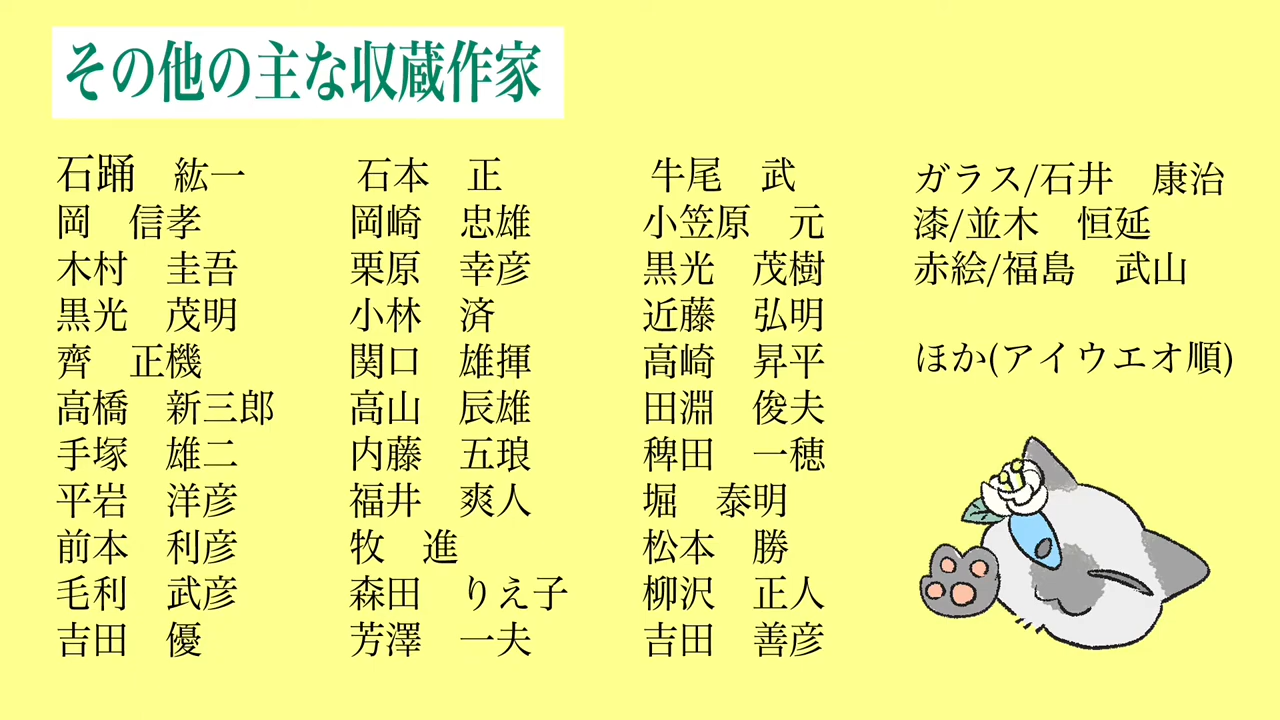 その他の主な収蔵作家
石踊　紘一　石本　正　牛尾　武　ガラス/石井　康治
岡　信孝　岡崎　忠雄　小笠原　元　漆/並木　恒延
木村　圭吾　栗原　幸彦　黒光　茂樹　赤絵/福島　武山
黒光　茂明　小林　済　近藤　弘明
齊　正機　関口　雄揮　高崎　昇平　ほか(アイウエオ順)
高橋　新三郎　高山　辰雄　田淵　俊夫
手塚　雄二　内藤　五琅　稗田　一穂
平岩　洋彦　福井　爽人　堀　泰明
前本　利彦　牧　進　松本　勝
毛利　武彦　森田　りえ子　柳沢　正人
吉田　優　芳澤　一夫　吉田　善彦